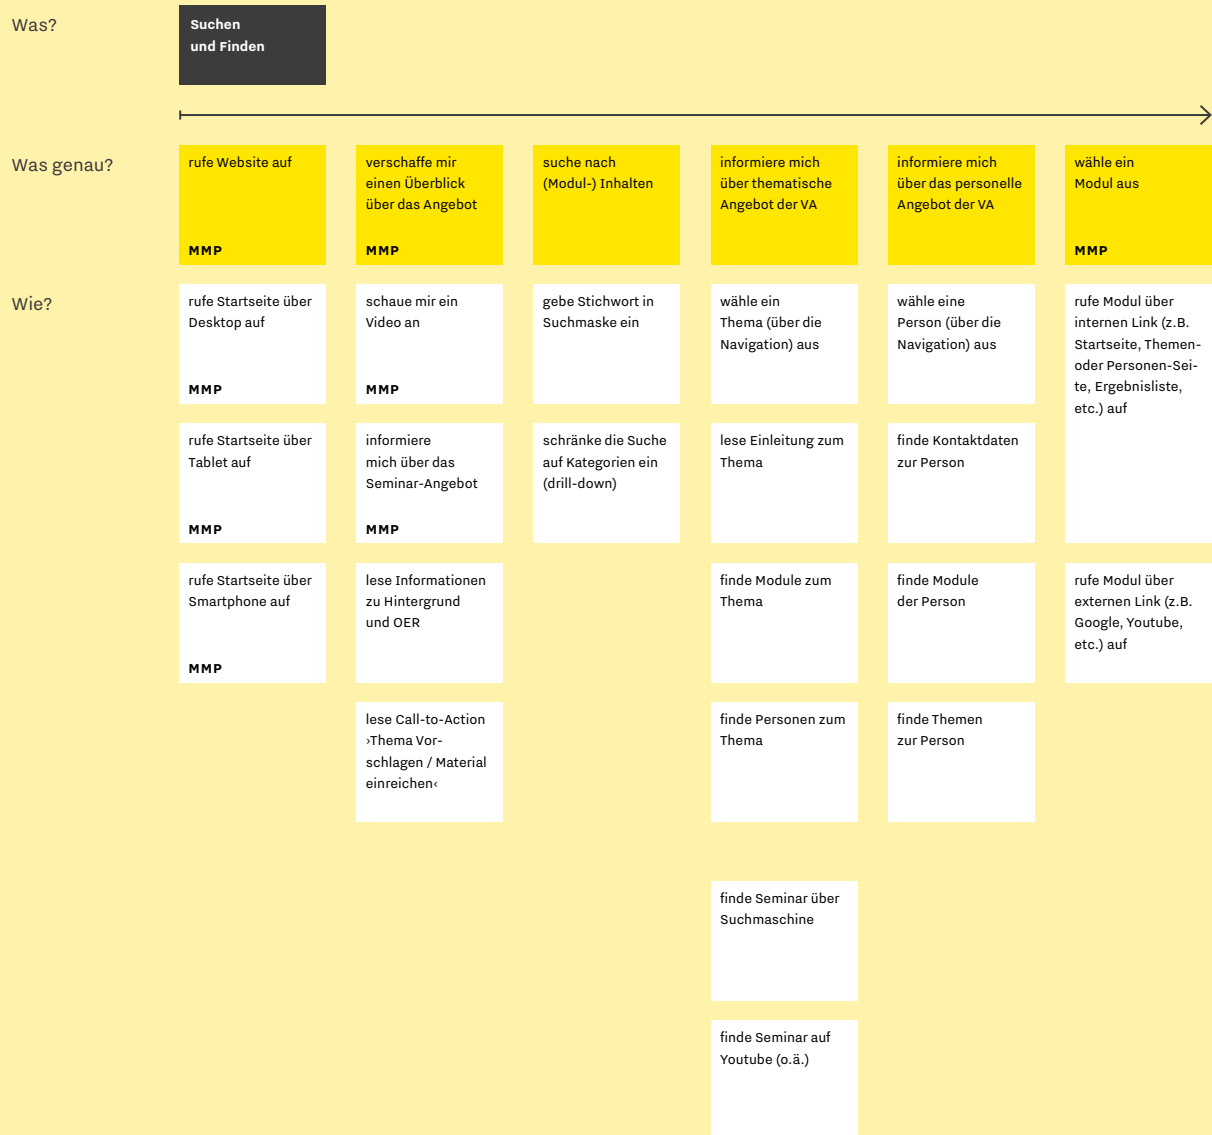 Was?
Suchen
und Finden
Was genau?
rufe Website auf
MMP
verschaffe mir
einen Überblick
über das Angebot
MMP
suche nach
(Modul-) Inhalten
informiere mich
über thematische
Angebot der VA
informiere mich
über das personelle
Angebot der VA
wähle ein
Modul aus
MMP
Wie?
rufe Startseite über
Desktop auf
MMP
schaue mir ein
Video an
MMP
gebe Stichwort in
Suchmaske ein
wähle ein
Thema (über die
Navigation) aus
wähle eine
Person (über die
Navigation) aus
rufe Modul über
internen Link (z.B.
Startseite, Themen-
oder Personen-Sei-
te, Ergebnisliste,
etc.) auf
rufe Startseite über
Tablet auf
MMP
informiere
mich über das
Seminar-Angebot
MMP
schränke die Suche
auf Kategorien ein
(drill-down)
lese Einleitung zum
Thema
finde Kontaktdaten
zur Person
rufe Startseite über
Smartphone auf
MMP
lese Informationen
zu Hintergrund
und OER
finde Module zum
Thema
finde Module
der Person
rufe Modul über
externen Link (z.B.
Google, Youtube,
etc.) auf
lese Call-to-Action
›Thema Vor-
schlagen / Material
einreichen‹
finde Personen zum
Thema
finde Themen
zur Person
finde Seminar über
Suchmaschine
finde Seminar auf
Youtube (o.ä.)